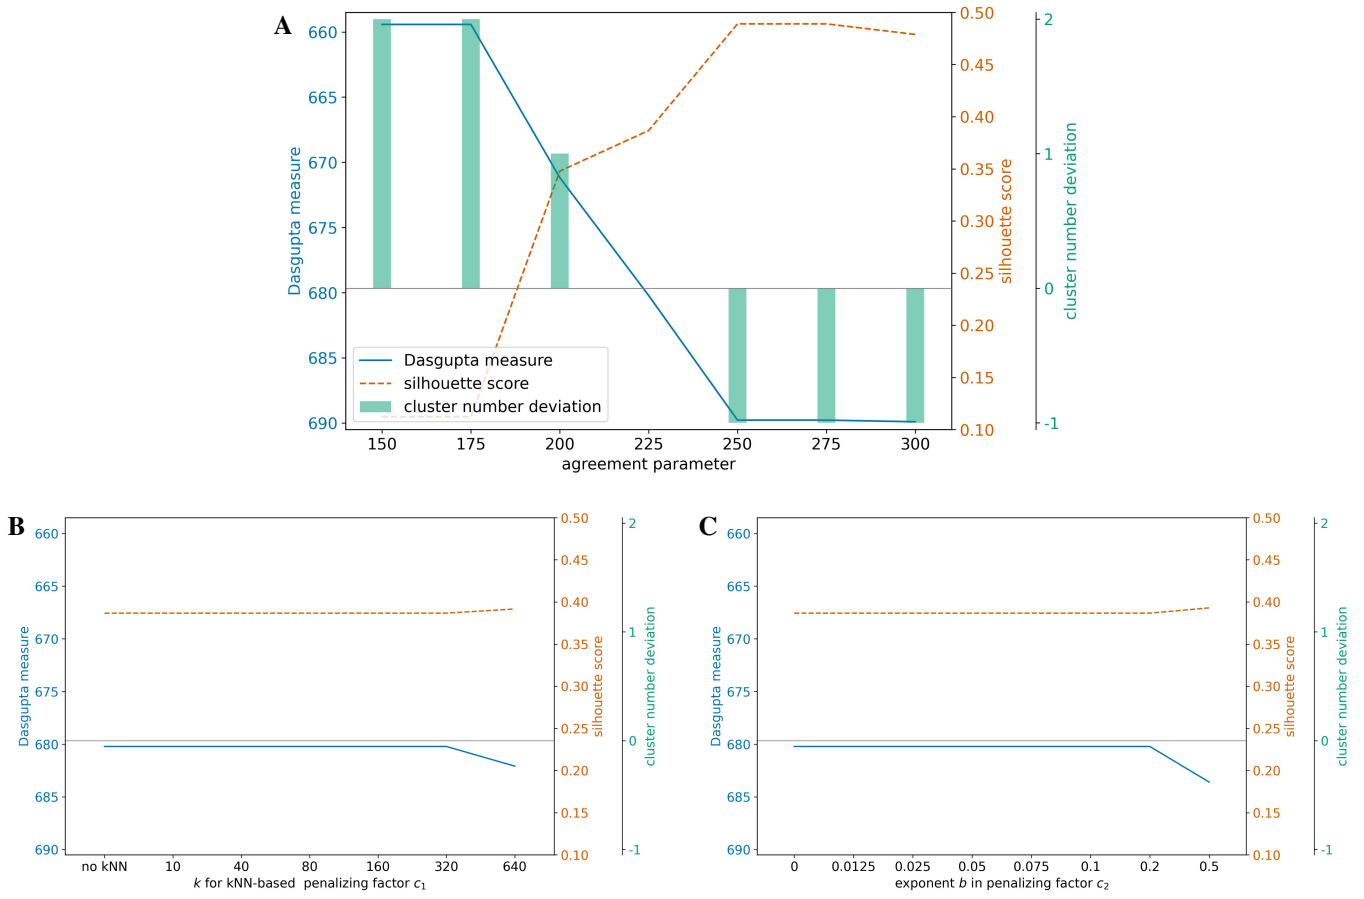 A
660
665
670
675
680
685
690
Dasgupta measure
0.50
0.45
0.40
0.35
0.30
0.25
0.20
0.15
0.10
silhouette score
2
1
0
-1
cluster number deviation
Dasgupta measure
silhouette score
cluster number deviation
150 175 200 225 250 275 300
agreement parameter
B
660
665
670
675
680
685
690
Dasgupta measure
0.50
0.45
0.40
0.35
0.30
0.25
0.20
0.15
0.10
silhouette score
2
1
0
-1
cluster number deviation
no kNN 10 40 80 160 320 640
k for kNN-based penalizing factor c₁
C
660
665
670
675
680
685
690
Dasgupta measure
0.50
0.45
0.40
0.35
0.30
0.25
0.20
0.15
0.10
silhouette score
2
1
0
-1
cluster number deviation
0 0.0125 0.025 0.05 0.075 0.1 0.2 0.5
exponent b in penalizing factor c₂